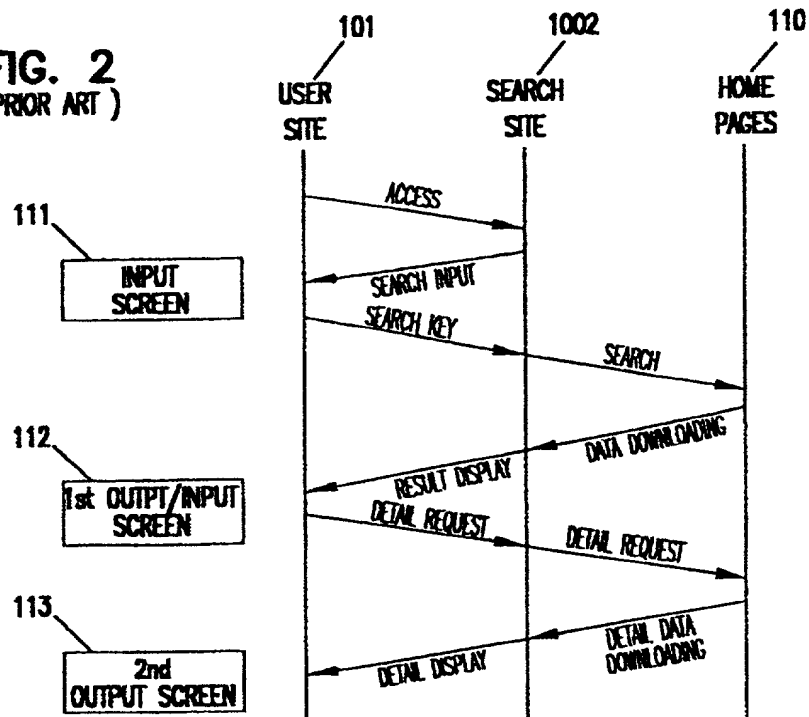 FIG. 2
PRIOR ART )
101
1002
110
USER
SITE
SEARCH
SITE
HOME
PAGES
ACCESS
111
INPUT
SCREEN
SEARCH INPUT
SEARCH KEY
SEARCH
112
DATA DOWNLOADING
RESULT DISPLAY
1st OUTPT/INPUT
SCREEN
DETAIL REQUEST
DETAIL REQUEST
113
DETAIL DATA
DOWNLOADING
DETAIL DISPLAY
2nd
OUTPUT SCREEN